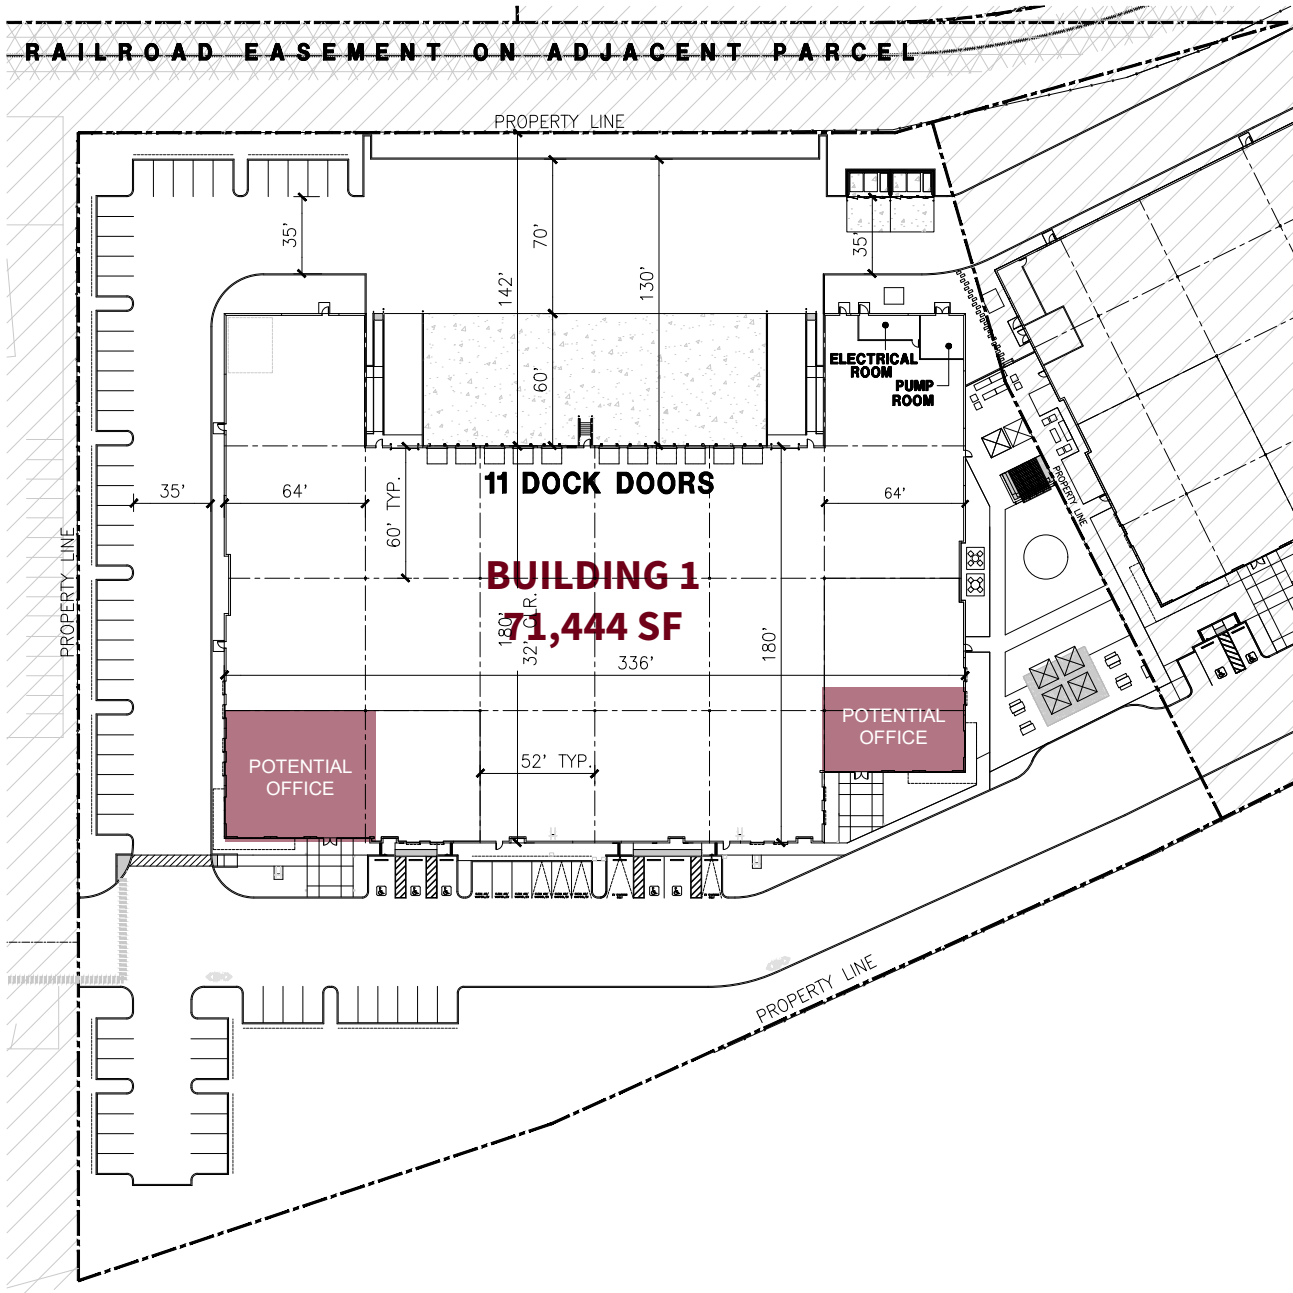 RAILROAD EASEMENT ON ADJACENT PARCEL
PROPERTY LINE
35'
142'
70'
130'
35'
60'
ELECTRICAL
ROOM
PUMP
ROOM
11 DOCK DOORS
35'
64'
60' TYP.
64'
PROPERTY LINE
PROPERTY LINE
BUILDING 1
71,444 SF
180'
32' CLR.
336'
180'
POTENTIAL
OFFICE
POTENTIAL
OFFICE
52' TYP.
PROPERTY LINE